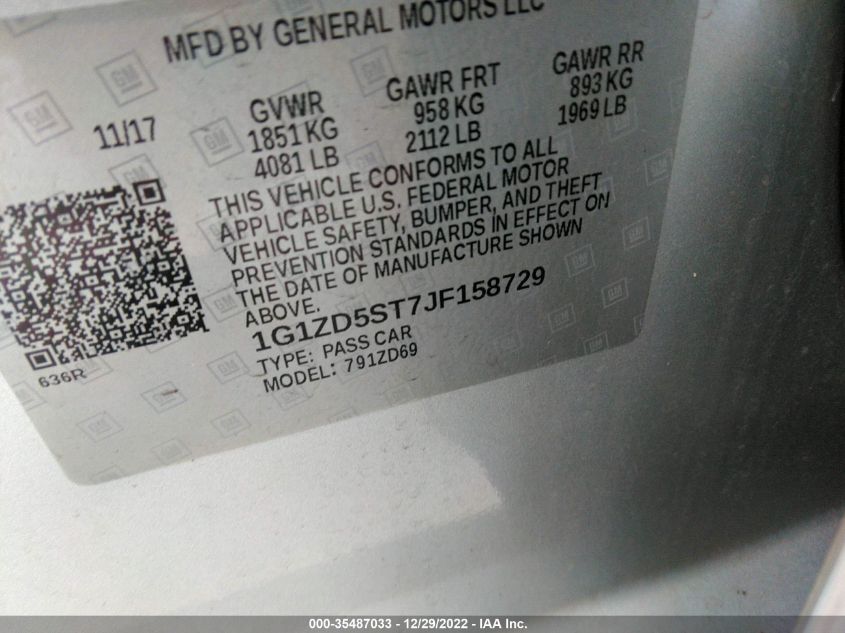 MFD BY GENERAL MOTORS LLC
11/17
GVWR
1851 KG
4081 LB
GAWR FRT
958 KG
2112 LB
GAWR RR
893 KG
1969 LB
THIS VEHICLE CONFORMS TO ALL
APPLICABLE U.S. FEDERAL MOTOR
VEHICLE SAFETY, BUMPER, AND THEFT
PREVENTION STANDARDS IN EFFECT ON
THE DATE OF MANUFACTURE SHOWN
ABOVE.
1G1ZD5ST7JF158729
TYPE: PASS CAR
MODEL: 791ZD69
636R
000-35487033 - 12/29/2022 - IAA Inc.